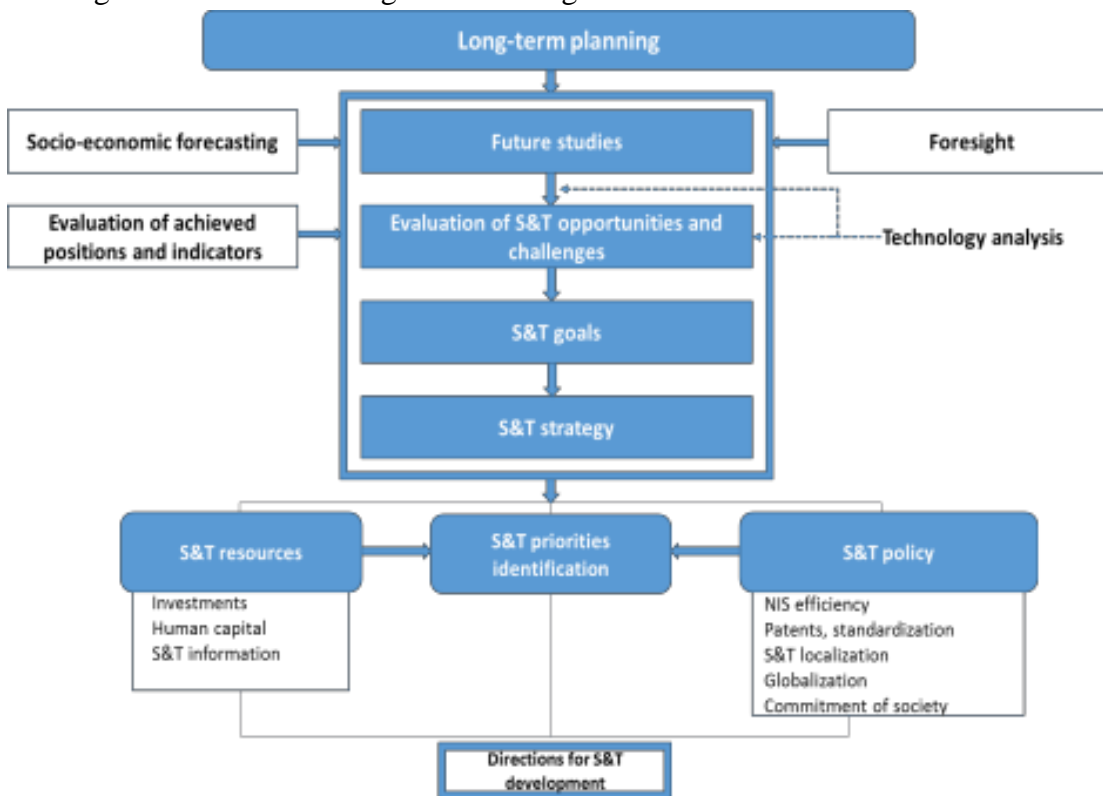 Long-term planning
Socio-economic forecasting
Future studies
Foresight
Evaluation of achieved
positions and indicators
Evaluation of S&T opportunities and
challenges
Technology analysis
S&T goals
S&T strategy
S&T resources
Investments
Human capital
S&T information
S&T priorities
identification
S&T policy
NIS efficiency
Patents, standardization
S&T localization
Globalization
Commitment of society
Directions for S&T
development